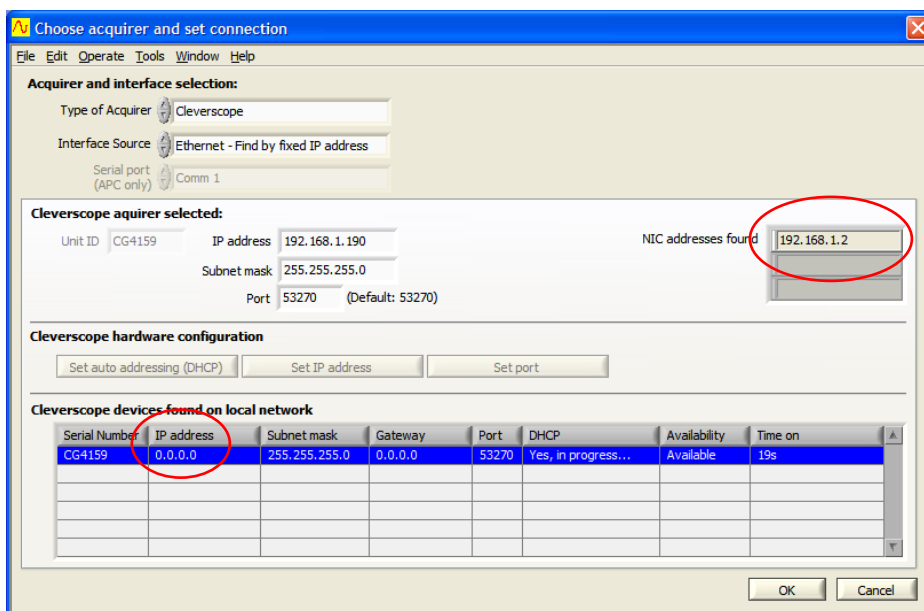 Choose acquirer and set connection
File Edit Operate Tools Window Help
Acquirer and interface selection:
Type of Acquirer Cleverscope
Interface Source Ethernet - Find by fixed IP address
Serial port
(APC only) Comm 1
Cleverscope aquirer selected:
Unit ID CG4159 IP address 192.168.1.190 NIC addresses found 192.168.1.2
Subnet mask 255.255.255.0
Port 53270 (Default: 53270)
Cleverscope hardware configuration
Set auto addressing (DHCP) Set IP address Set port
Cleverscope devices found on local network
Serial Number IP address Subnet mask Gateway Port DHCP Availability Time on
CG4159 0.0.0.0 255.255.255.0 0.0.0.0 53270 Yes, in progress... Available 19s
OK Cancel